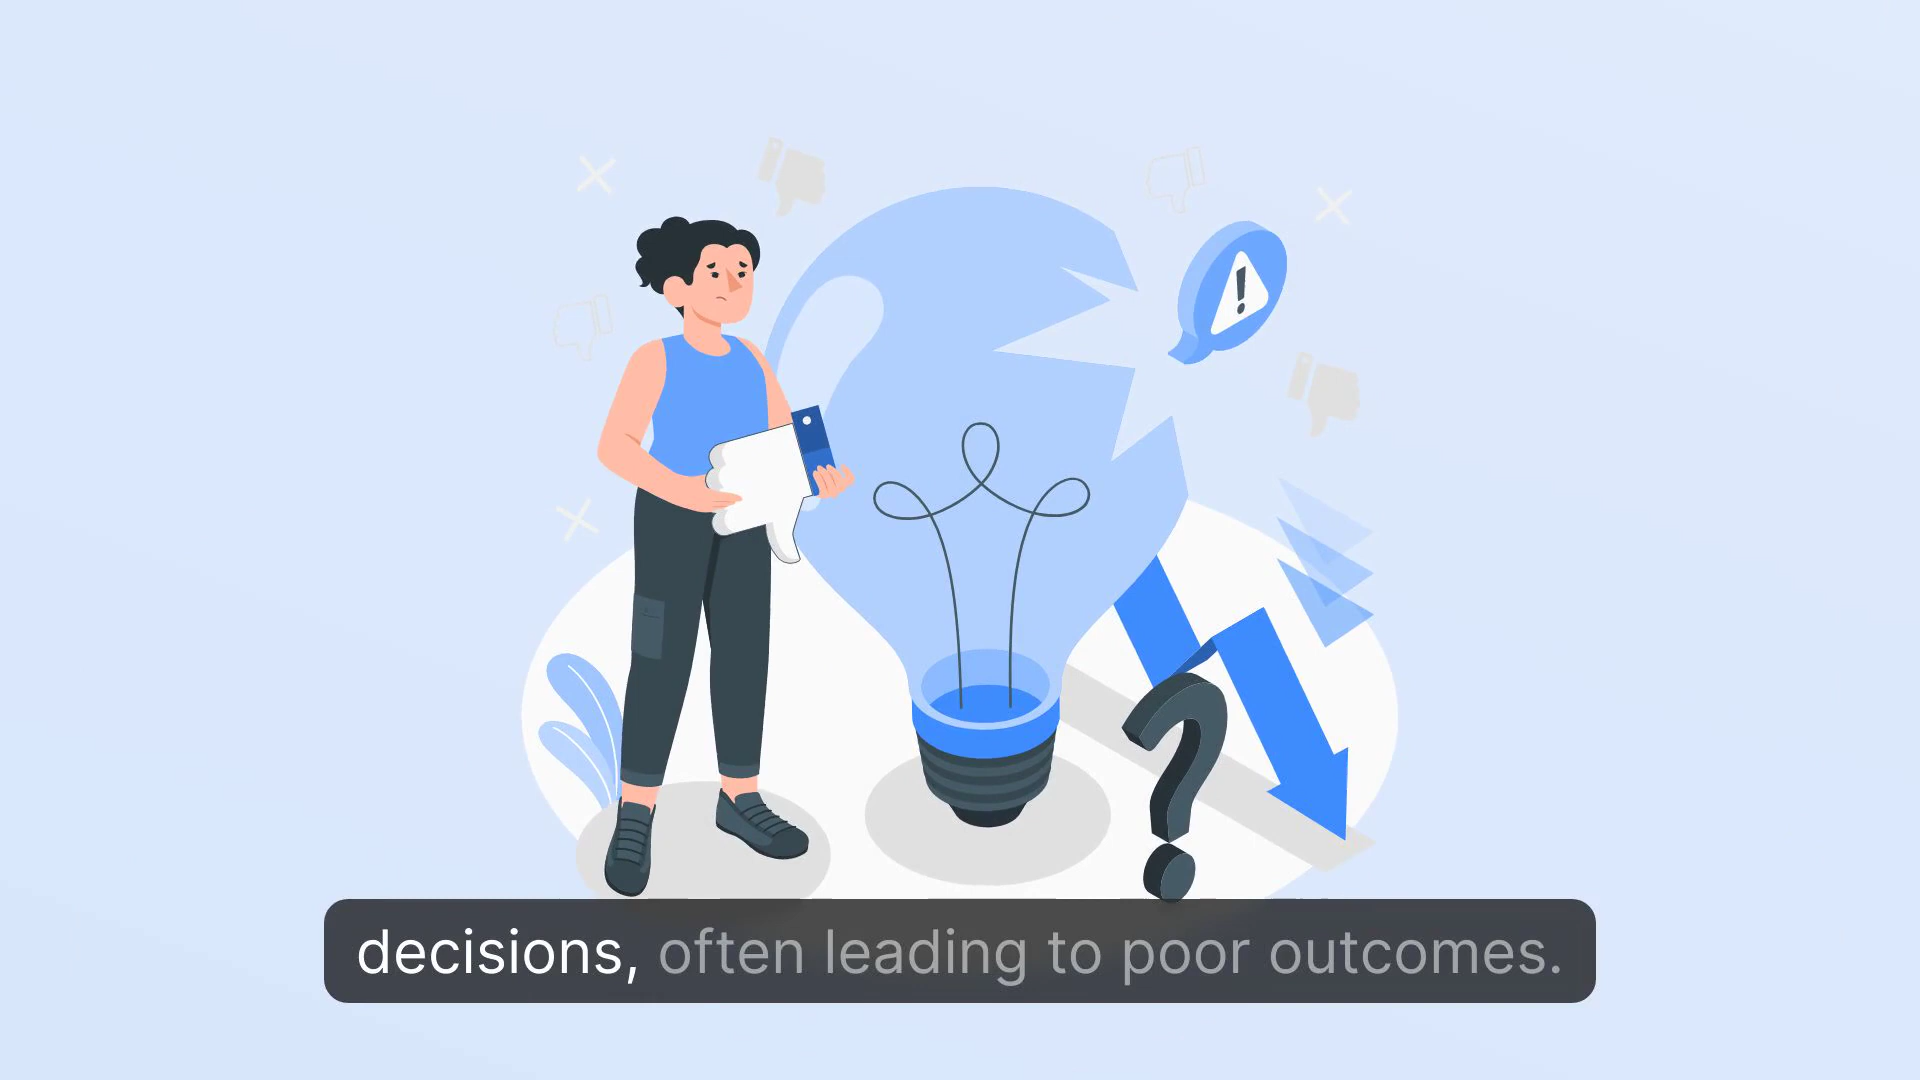 decisions, often leading to poor outcomes.